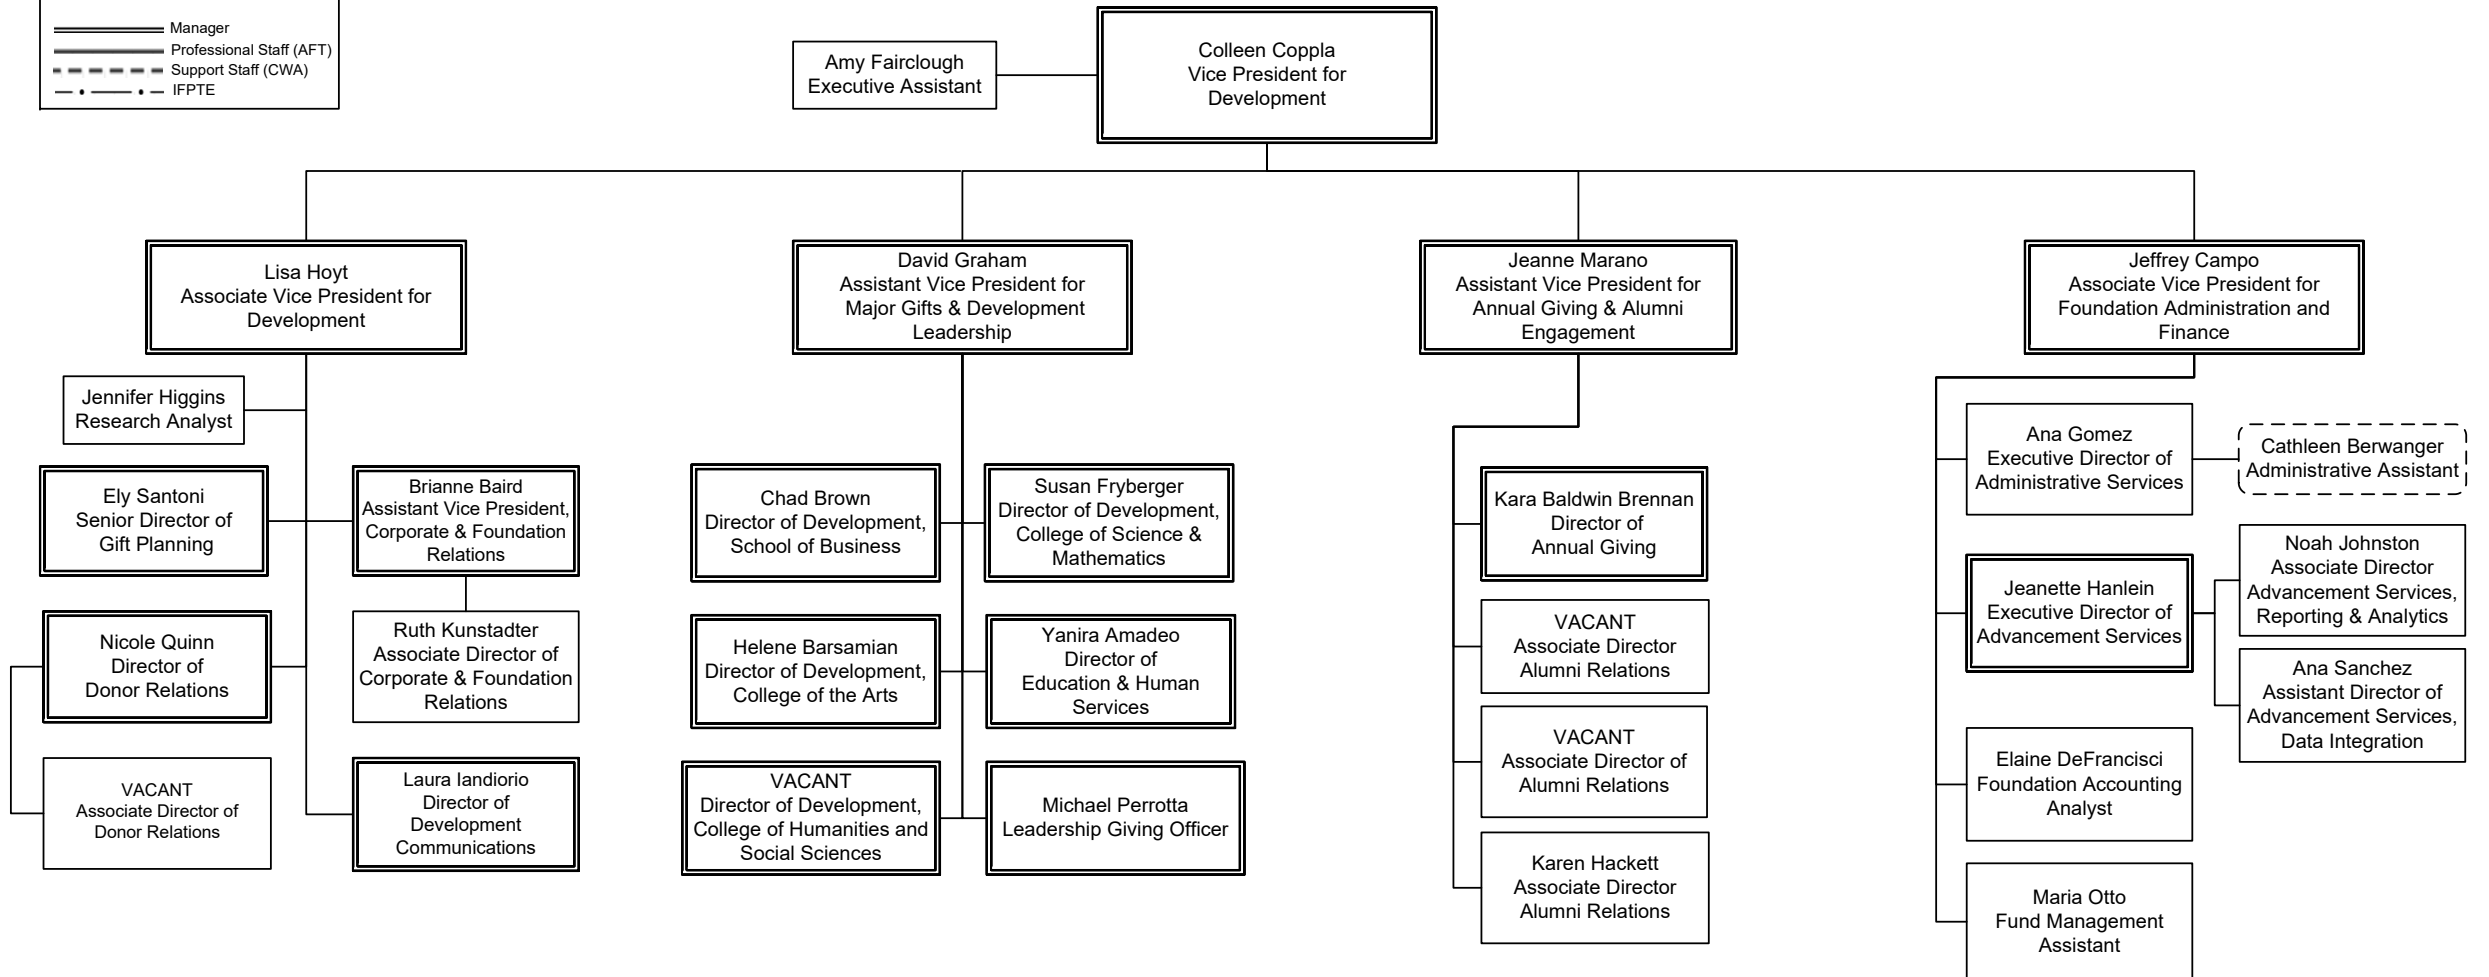 Manager
Professional Staff (AFT)
Support Staff (CWA)
IFPTE
Amy Fairclough
Executive Assistant
Colleen Coppla
Vice President for
Development
Lisa Hoyt
Associate Vice President for
Development
David Graham
Assistant Vice President for
Major Gifts & Development
Leadership
Jeanne Marano
Assistant Vice President for
Annual Giving & Alumni
Engagement
Jeffrey Campo
Associate Vice President for
Foundation Administration and
Finance
Jennifer Higgins
Research Analyst
Ely Santoni
Senior Director of
Gift Planning
Brianne Baird
Assistant Vice President,
Corporate & Foundation
Relations
Nicole Quinn
Director of
Donor Relations
Ruth Kunstadter
Associate Director of
Corporate & Foundation
Relations
VACANT
Associate Director of
Donor Relations
Laura Iandiorio
Director of
Development
Communications
Chad Brown
Director of Development,
School of Business
Susan Fryberger
Director of Development,
College of Science &
Mathematics
Helene Barsamian
Director of Development,
College of the Arts
Yanira Amadeo
Director of
Education & Human
Services
VACANT
Director of Development,
College of Humanities and
Social Sciences
Michael Perrotta
Leadership Giving Officer
Kara Baldwin Brennan
Director of
Annual Giving
VACANT
Associate Director
Alumni Relations
VACANT
Associate Director of
Alumni Relations
Karen Hackett
Associate Director
Alumni Relations
Ana Gomez
Executive Director of
Administrative Services
Cathleen Berwanger
Administrative Assistant
Jeanette Hanlein
Executive Director of
Advancement Services
Noah Johnston
Associate Director
Advancement Services,
Reporting & Analytics
Ana Sanchez
Assistant Director of
Advancement Services,
Data Integration
Elaine DeFrancisci
Foundation Accounting
Analyst
Maria Otto
Fund Management
Assistant